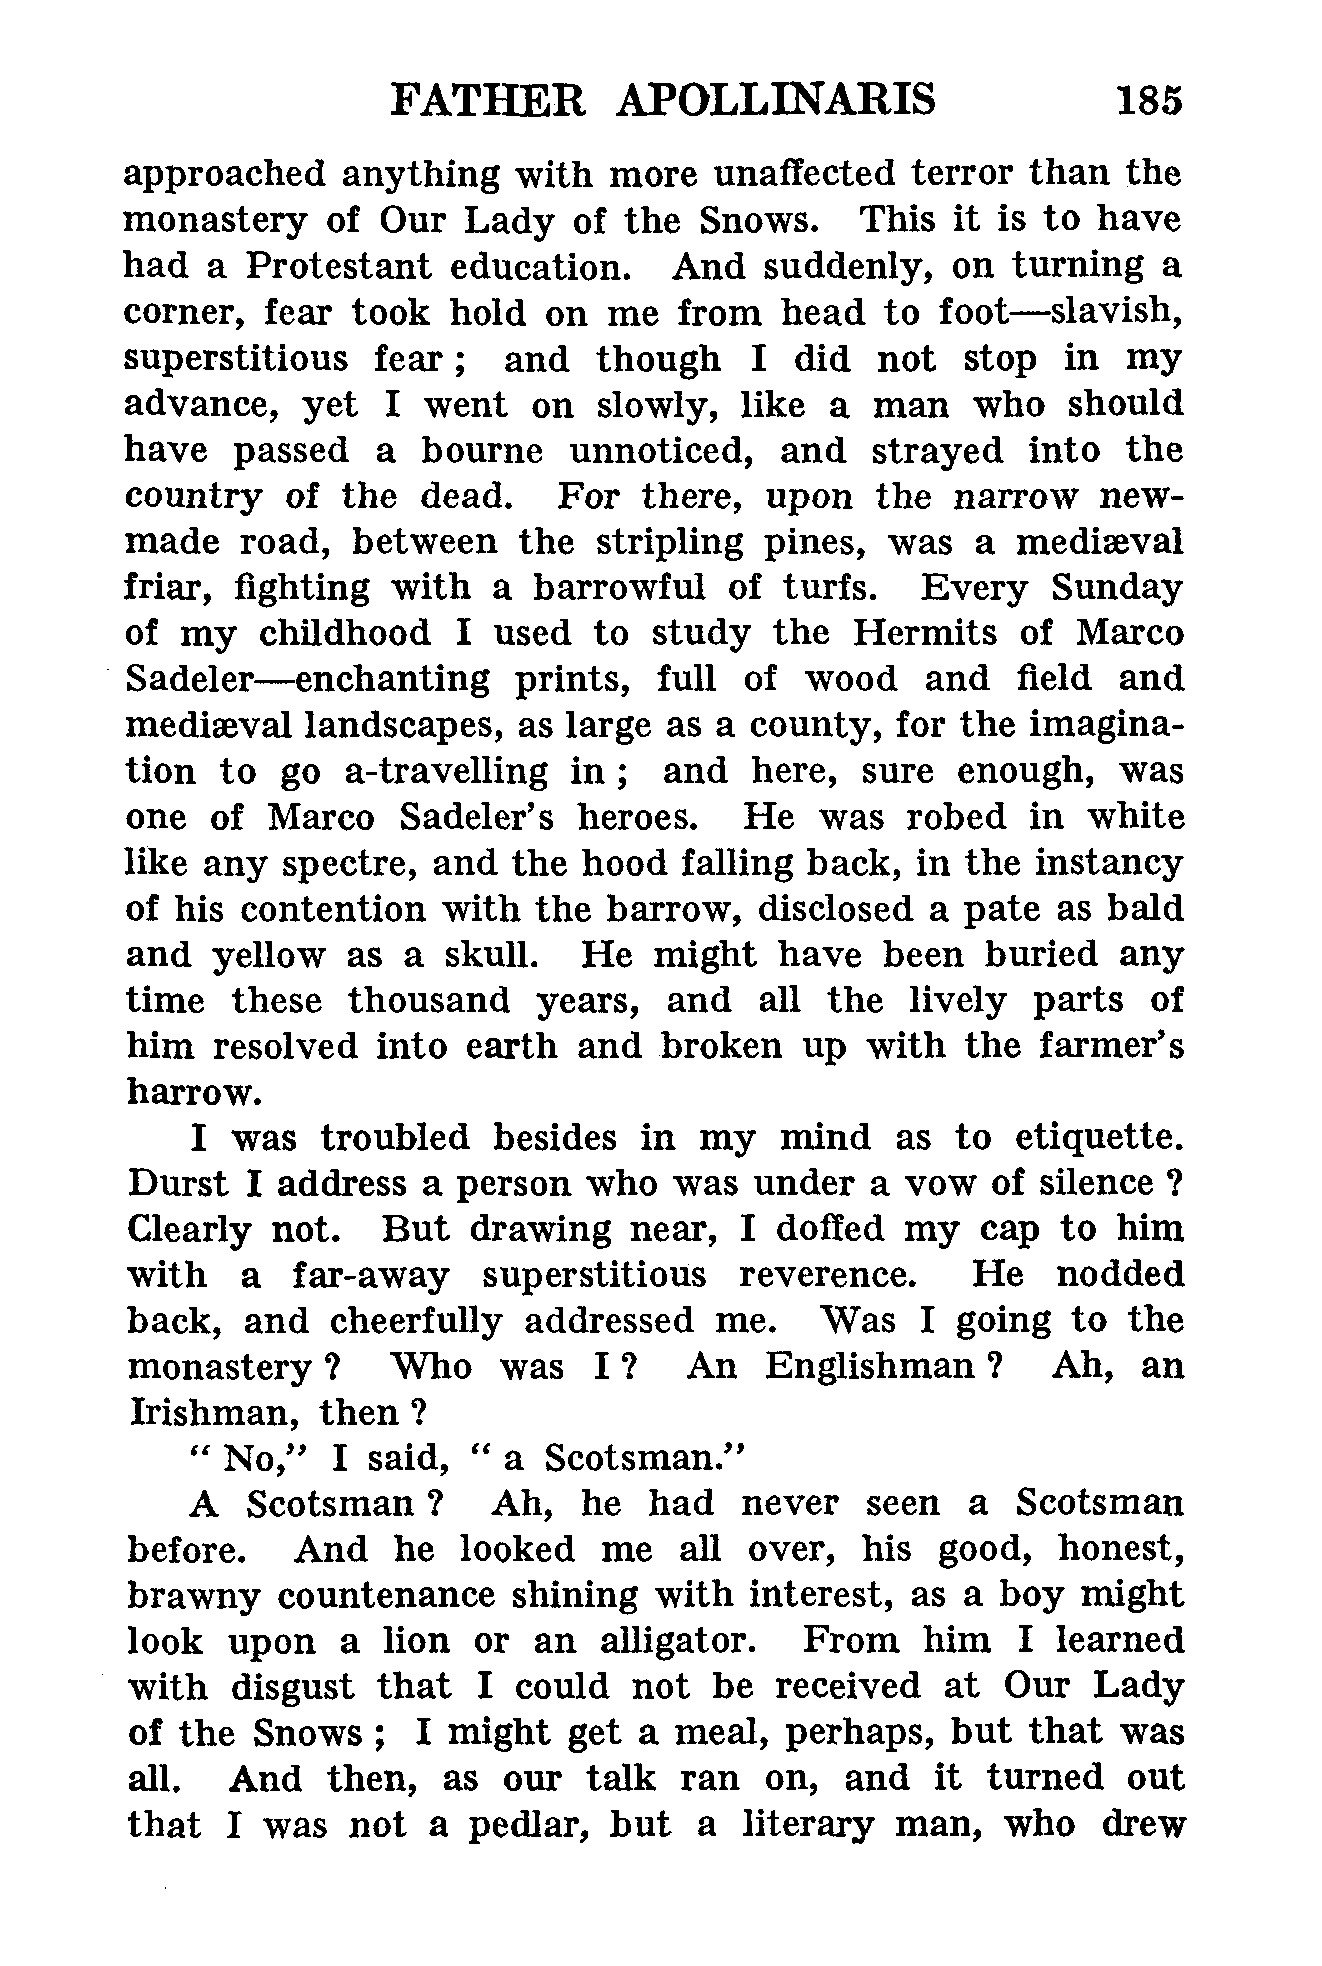 FATHER APOLLINARIS 185
approached anything with more unaffected terror than the
monastery of Our Lady of the Snows. This it is to have
had a Protestant education. And suddenly, on turning a
corner, fear took hold on me from head to foot—slavish,
superstitious fear ; and though I did not stop in my
advance, yet I went on slowly, like a man who should
have passed a bourne unnoticed, and strayed into the
country of the dead. For there, upon the narrow new-
made road, between the stripling pines, was a mediæval
friar, fighting with a barrowful of turfs. Every Sunday
of my childhood I used to study the Hermits of Marco
Sadeler—enchanting prints, full of wood and field and
mediæval landscapes, as large as a county, for the imagina-
tion to go a-travelling in ; and here, sure enough, was
one of Marco Sadeler's heroes. He was robed in white
like any spectre, and the hood falling back, in the instancy
of his contention with the barrow, disclosed a pate as bald
and yellow as a skull. He might have been buried any
time these thousand years, and all the lively parts of
him resolved into earth and broken up with the farmer's
harrow.
I was troubled besides in my mind as to etiquette.
Durst I address a person who was under a vow of silence ?
Clearly not. But drawing near, I doffed my cap to him
with a far-away superstitious reverence. He nodded
back, and cheerfully addressed me. Was I going to the
monastery ? Who was I ? An Englishman ? Ah, an
Irishman, then ?
“ No,” I said, “ a Scotsman.”
A Scotsman ? Ah, he had never seen a Scotsman
before. And he looked me all over, his good, honest,
brawny countenance shining with interest, as a boy might
look upon a lion or an alligator. From him I learned
with disgust that I could not be received at Our Lady
of the Snows ; I might get a meal, perhaps, but that was
all. And then, as our talk ran on, and it turned out
that I was not a pedlar, but a literary man, who drew